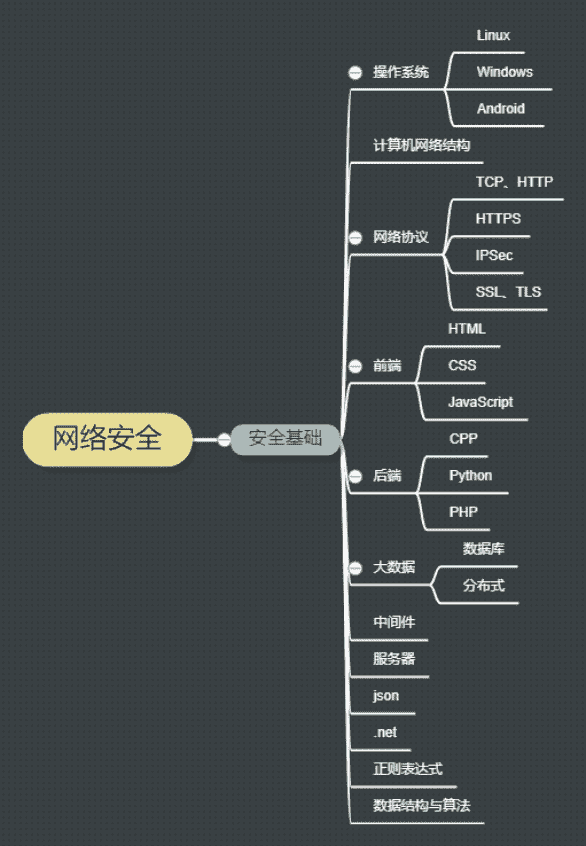 网络安全
安全基础
操作系统
Linux
Windows
Android
计算机网络结构
网络协议
TCP、HTTP
HTTPS
IPSec
SSL、TLS
前端
HTML
CSS
JavaScript
后端
CPP
Python
PHP
大数据
数据库
分布式
中间件
服务器
json
.net
正则表达式
数据结构与算法